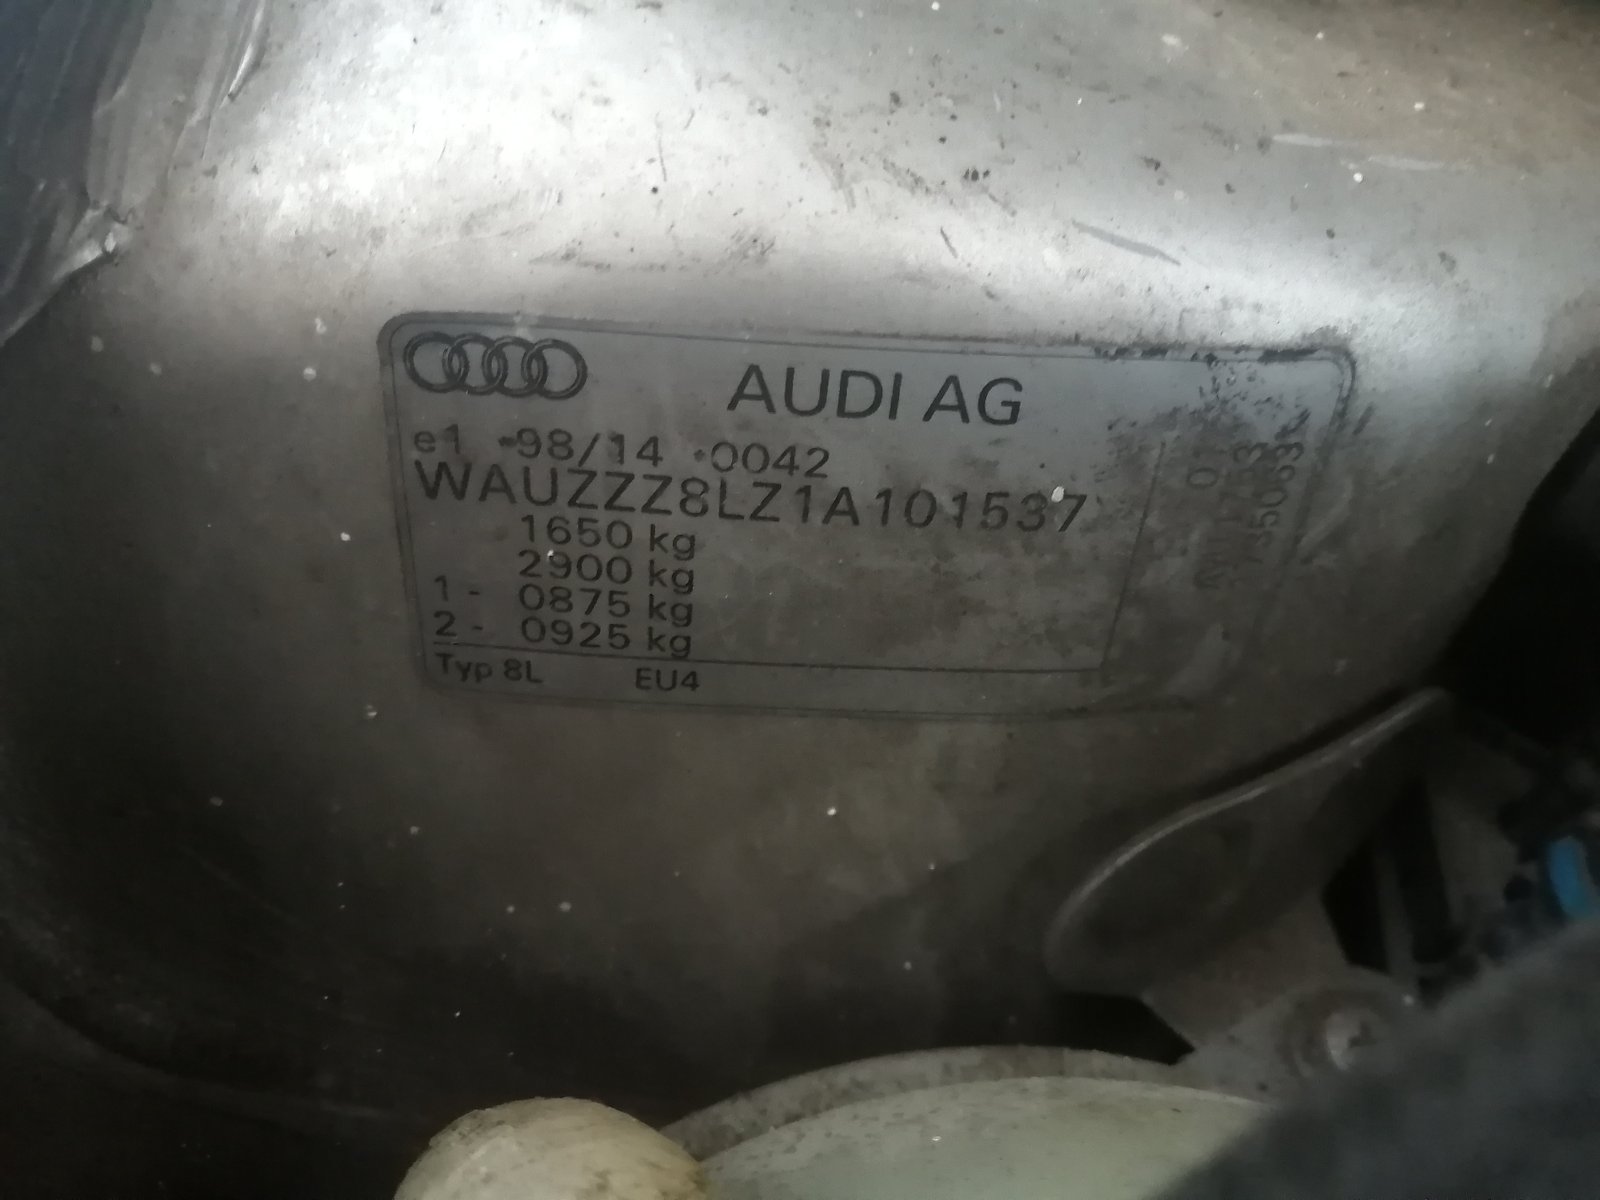 AUDI AG
e1 *98/14 *0042
WAUZZZ8LZ1A101537
1650 kg
2900 kg
1- 0875 kg
2- 0925 kg
Typ 8L EU4
01